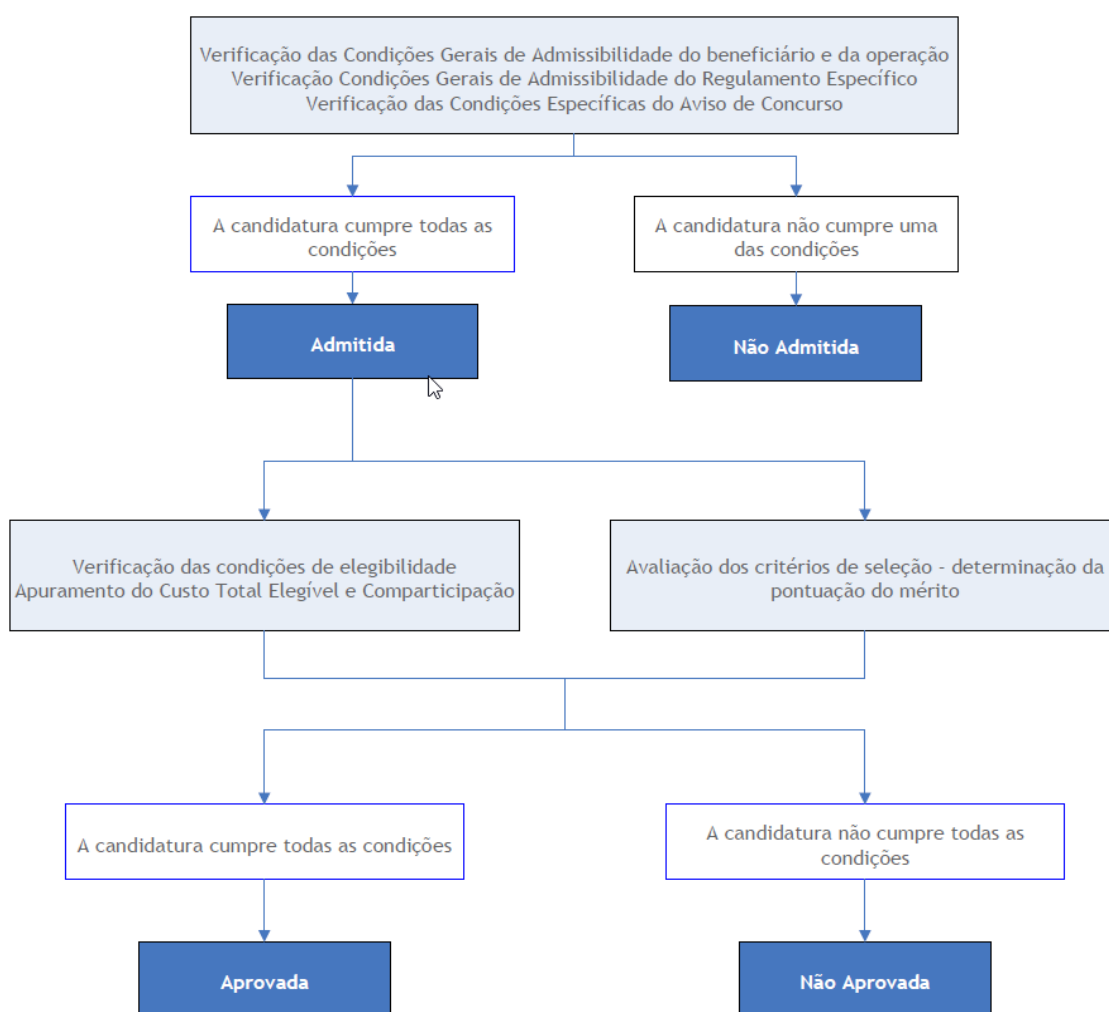 Verificação das Condições Gerais de Admissibilidade do beneficiário e da operação
Verificação Condições Gerais de Admissibilidade do Regulamento Específico
Verificação das Condições Específicas do Aviso de Concurso
A candidatura cumpre todas as
condições
A candidatura não cumpre uma
das condições
Admitida
Não Admitida
Verificação das condições de elegibilidade
Apuramento do Custo Total Elegível e Comparticipação
Avaliação dos critérios de seleção - determinação da
pontuação do mérito
A candidatura cumpre todas as condições
A candidatura não cumpre todas as
condições
Aprovada
Não Aprovada